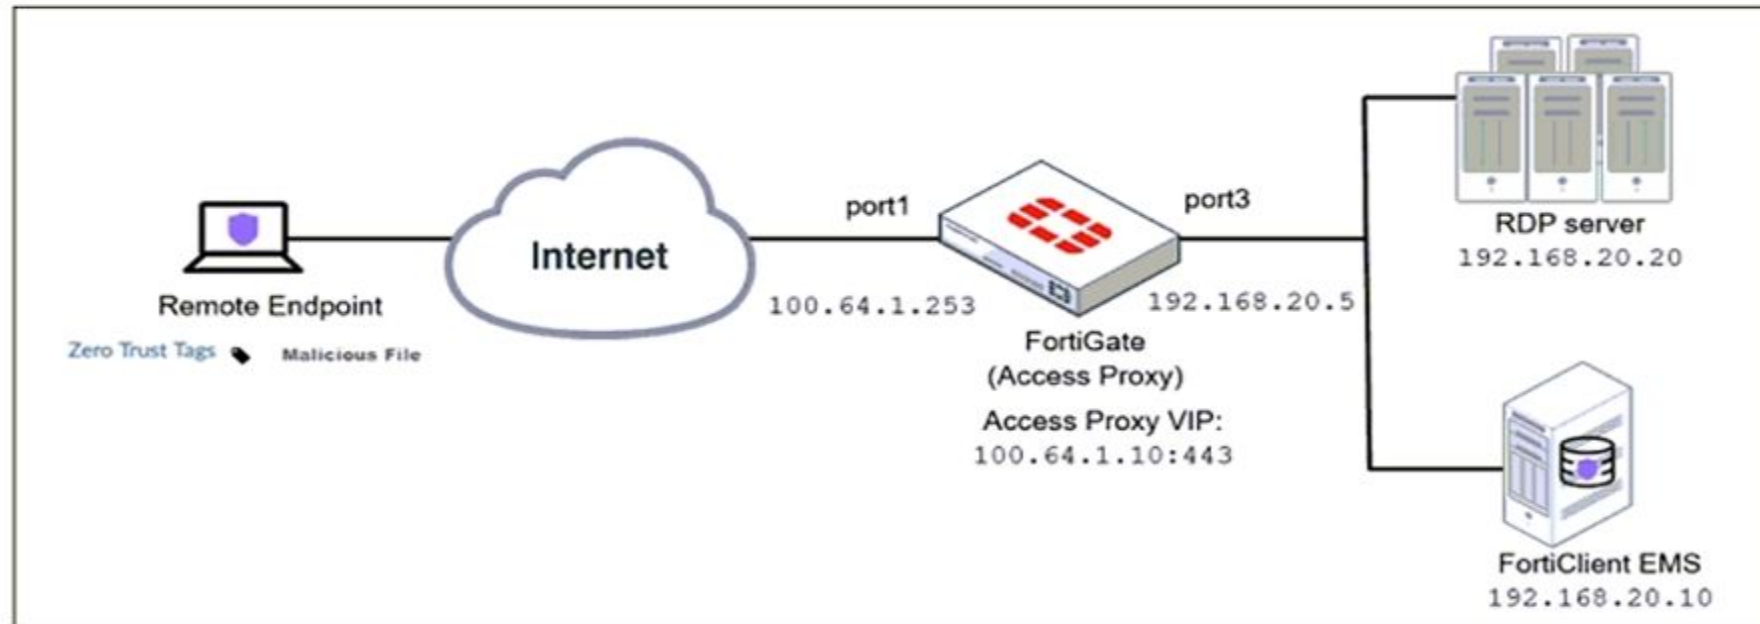 Remote Endpoint
Zero Trust Tags Malicious File
Internet
port1
100.64.1.253
port3
192.168.20.5
FortiGate
(Access Proxy)
Access Proxy VIP:
100.64.1.10:443
RDP server
192.168.20.20
FortiClient EMS
192.168.20.10